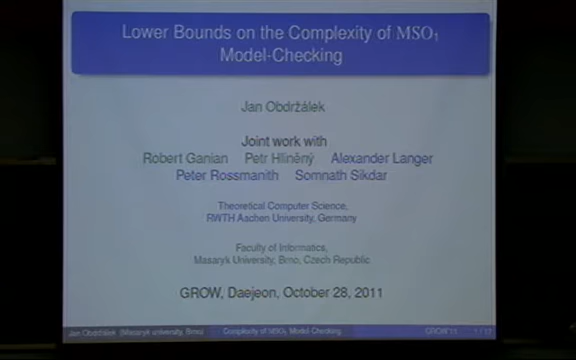 Lower Bounds on the Complexity of MSO₁
Model-Checking
Jan Obdržálek
Joint work with
Robert Ganian Petr Hliněný Alexander Langer
Peter Rossmanith Somnath Sikdar
Theoretical Computer Science,
RWTH Aachen University, Germany
Faculty of Informatics,
Masaryk University, Brno, Czech Republic
GROW, Daejeon, October 28, 2011
Jan Obdržálek (Masaryk university, Brno) Complexity of MSO₁ Model-Checking GROW'11